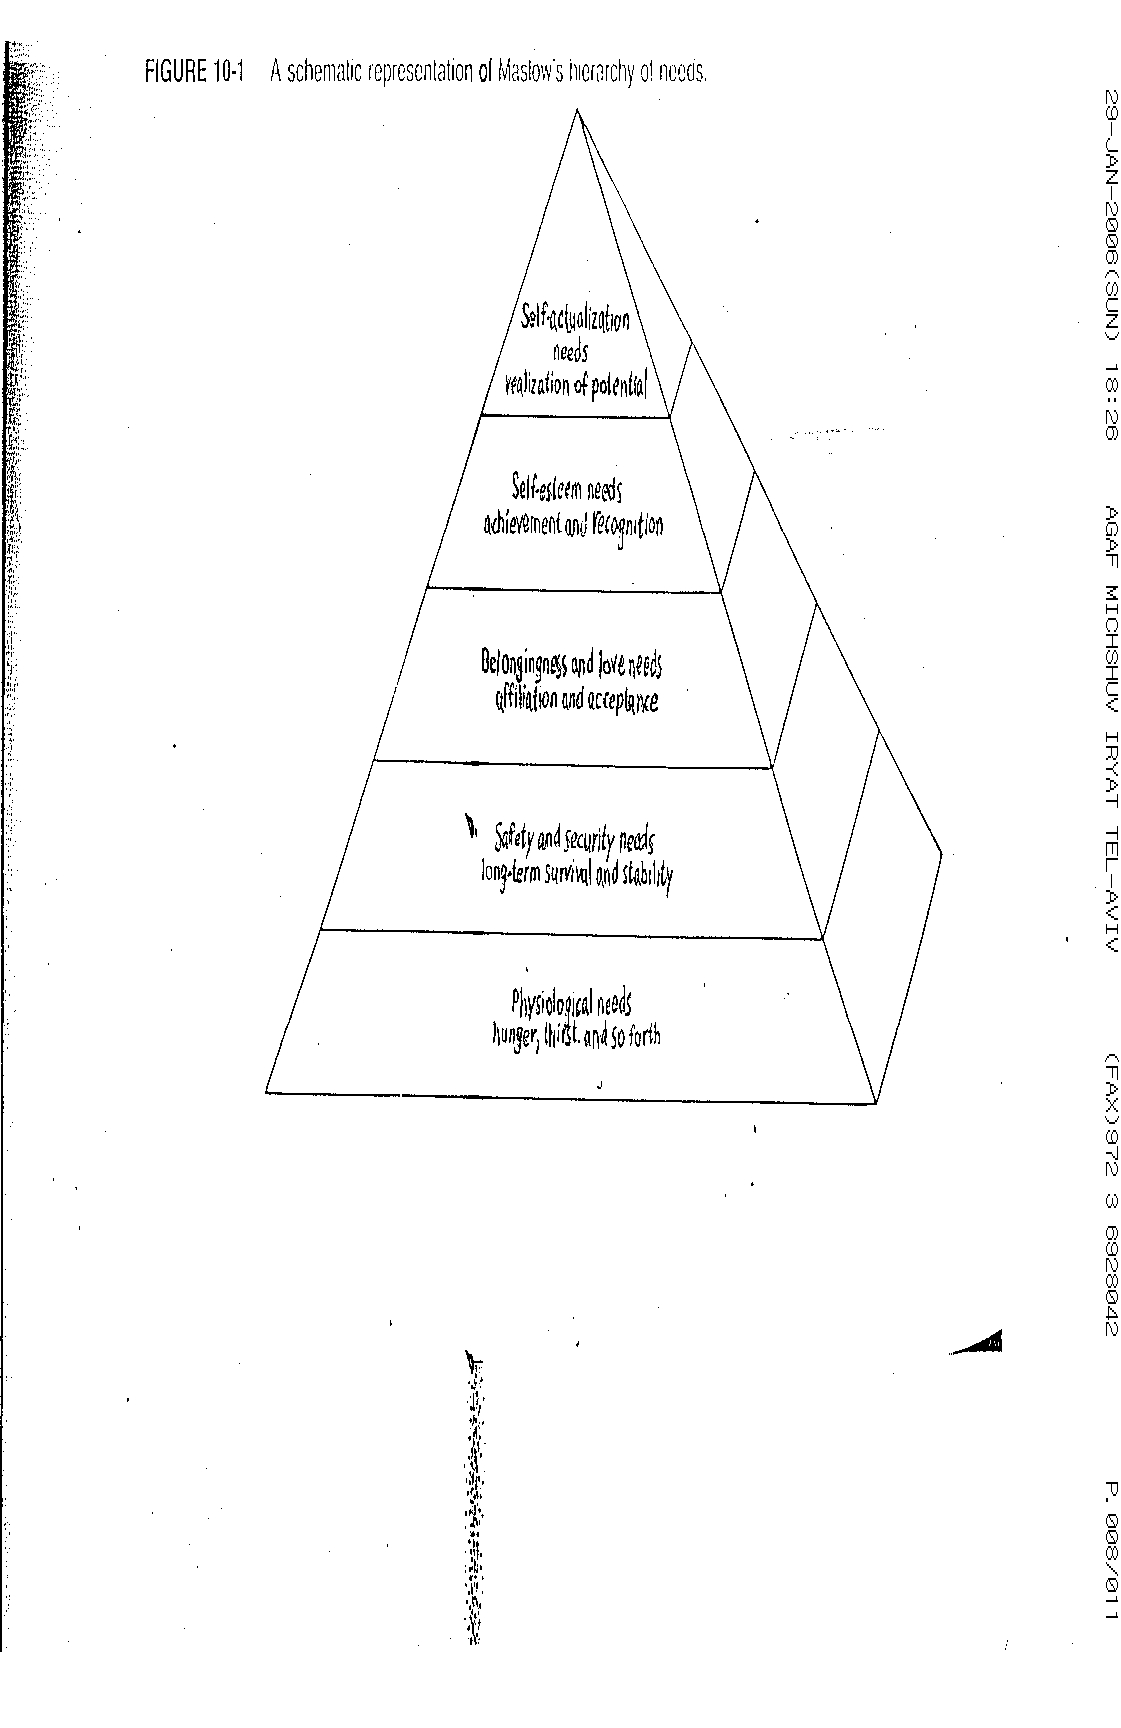 FIGURE 10-1 A schematic representation of Maslow's hierarchy of needs.
Self-actualization
needs
realization of potential
Self-esteem needs
achievement and recognition
Belongingness and love needs
affiliation and acceptance
Safety and security needs
long-term survival and stability
Physiological needs
hunger, thirst. and so forth
29-JAN-2006(SUN) 18:26 AGAF MICHSHUV IRYAT TEL-AVIV (FAX)972 3 6928042 P. 008/011